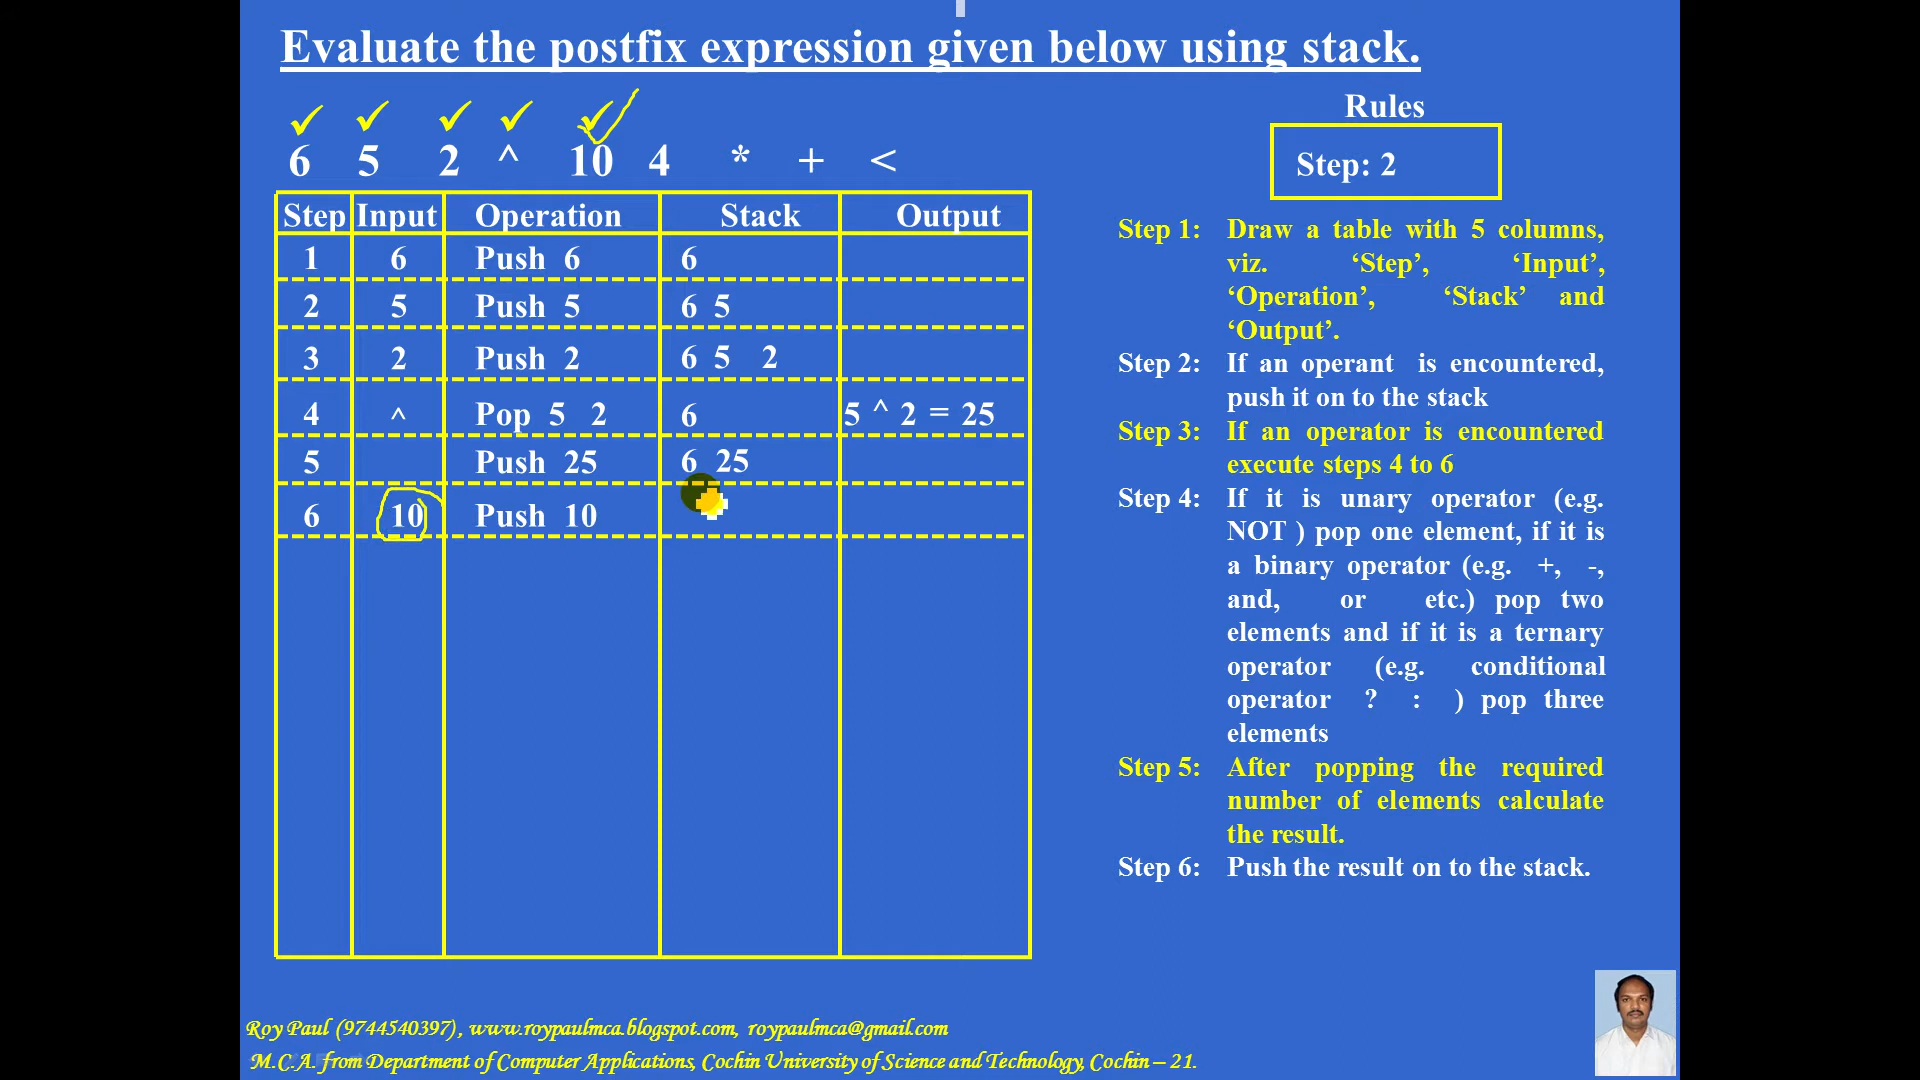 Evaluate the postfix expression given below using stack.
6 5 2 ^ 10 4 * + <
Step Input Operation Stack Output
1 6 Push 6 6
2 5 Push 5 6 5
3 2 Push 2 6 5 2
4 ^ Pop 5 2 6 5 ^ 2 = 25
5 Push 25 6 25
6 10 Push 10
Rules
Step: 2
Step 1: Draw a table with 5 columns,
viz. ‘Step’, ‘Input’,
‘Operation’, ‘Stack’ and
‘Output’.
Step 2: If an operant is encountered,
push it on to the stack
Step 3: If an operator is encountered
execute steps 4 to 6
Step 4: If it is unary operator (e.g.
NOT ) pop one element, if it is
a binary operator (e.g. +, -,
and, or etc.) pop two
elements and if it is a ternary
operator (e.g. conditional
operator ? : ) pop three
elements
Step 5: After popping the required
number of elements calculate
the result.
Step 6: Push the result on to the stack.
Roy Paul (9744540397), www.roypaulmca.blogspot.com, roypaulmca@gmail.com
M.C.A. from Department of Computer Applications, Cochin University of Science and Technology, Cochin – 21.